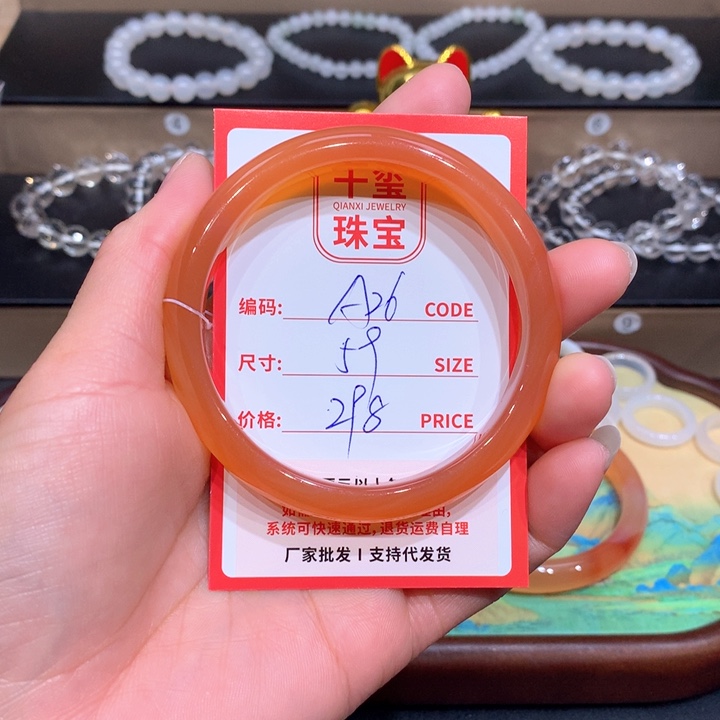 QIANXI JEWELRY
珠宝
编码: A26 CODE
尺寸: 59 SIZE
价格: 298 PRICE
系统可快速通过,退货运费自理
厂家批发 | 支持代发货